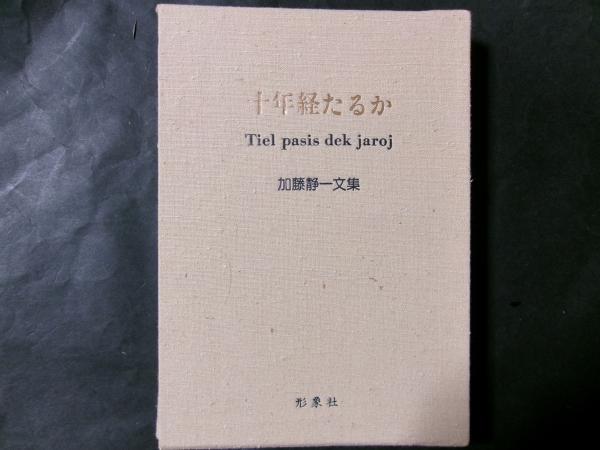 十年経たるか
Tiel pasis dek jaroj
加藤静一文集
形象社